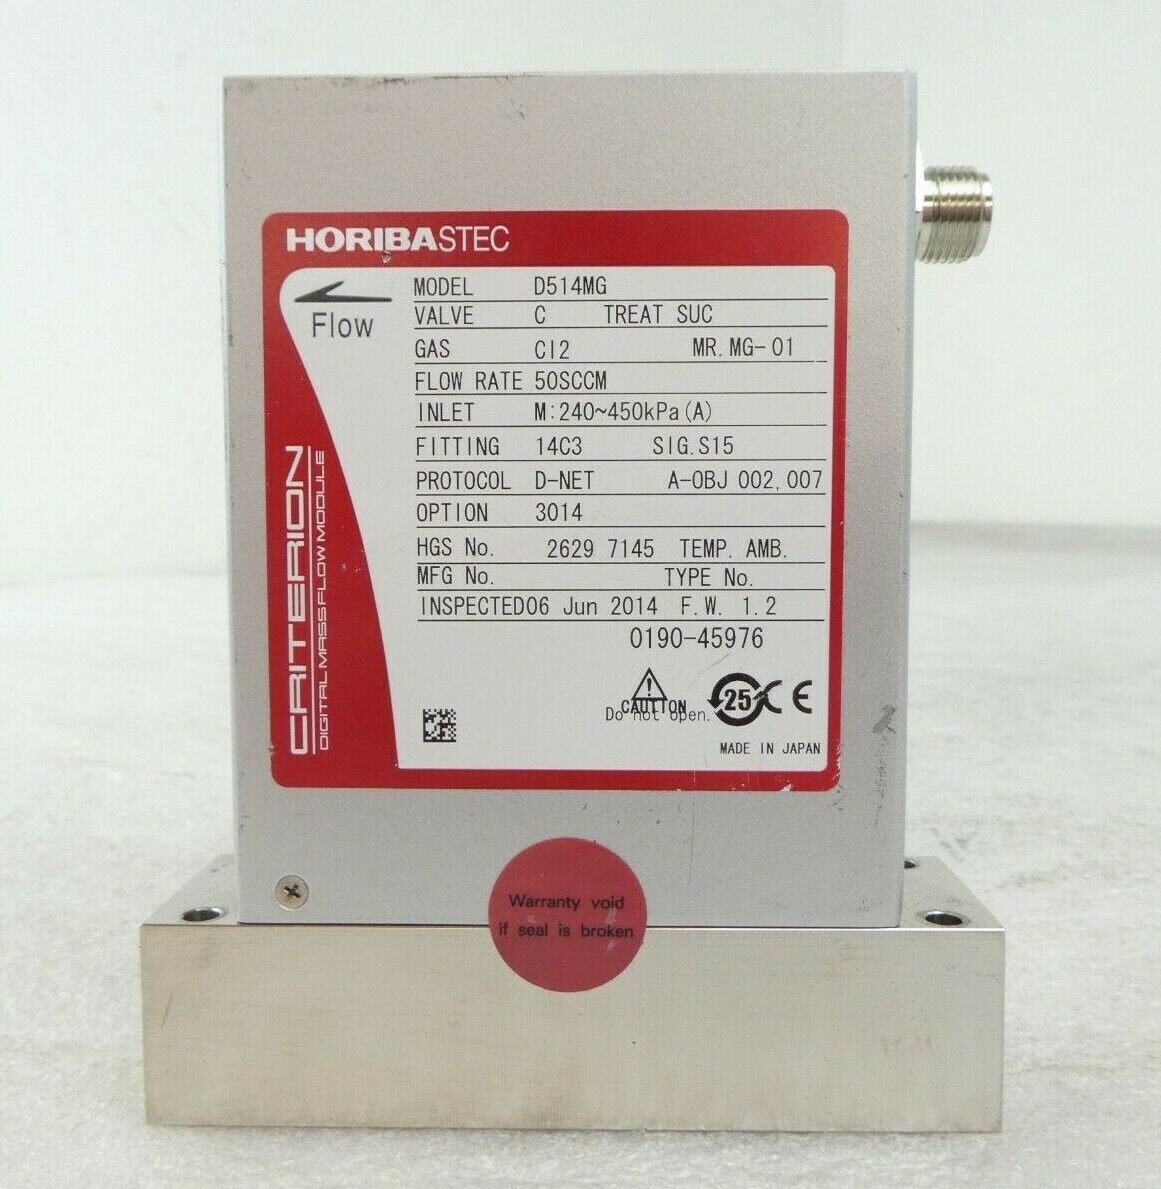 HORIBASTEC
Flow
MODEL D514MG
VALVE C TREAT SUC
GAS Cl2 MR.MG-01
FLOW RATE 50SCCM
INLET M:240~450kPa(A)
FITTING 14C3 SIG.S15
PROTOCOL D-NET A-OBJ 002,007
OPTION 3014
HGS No. 2629 7145 TEMP. AMB.
MFG No. TYPE No.
INSPECTED06 Jun 2014 F.W. 1.2
0190-45976
CAUTION
Do not open.
25
CE
MADE IN JAPAN
CRITERION
DIGITAL MASS FLOW MODULE
Warranty void
if seal is broken